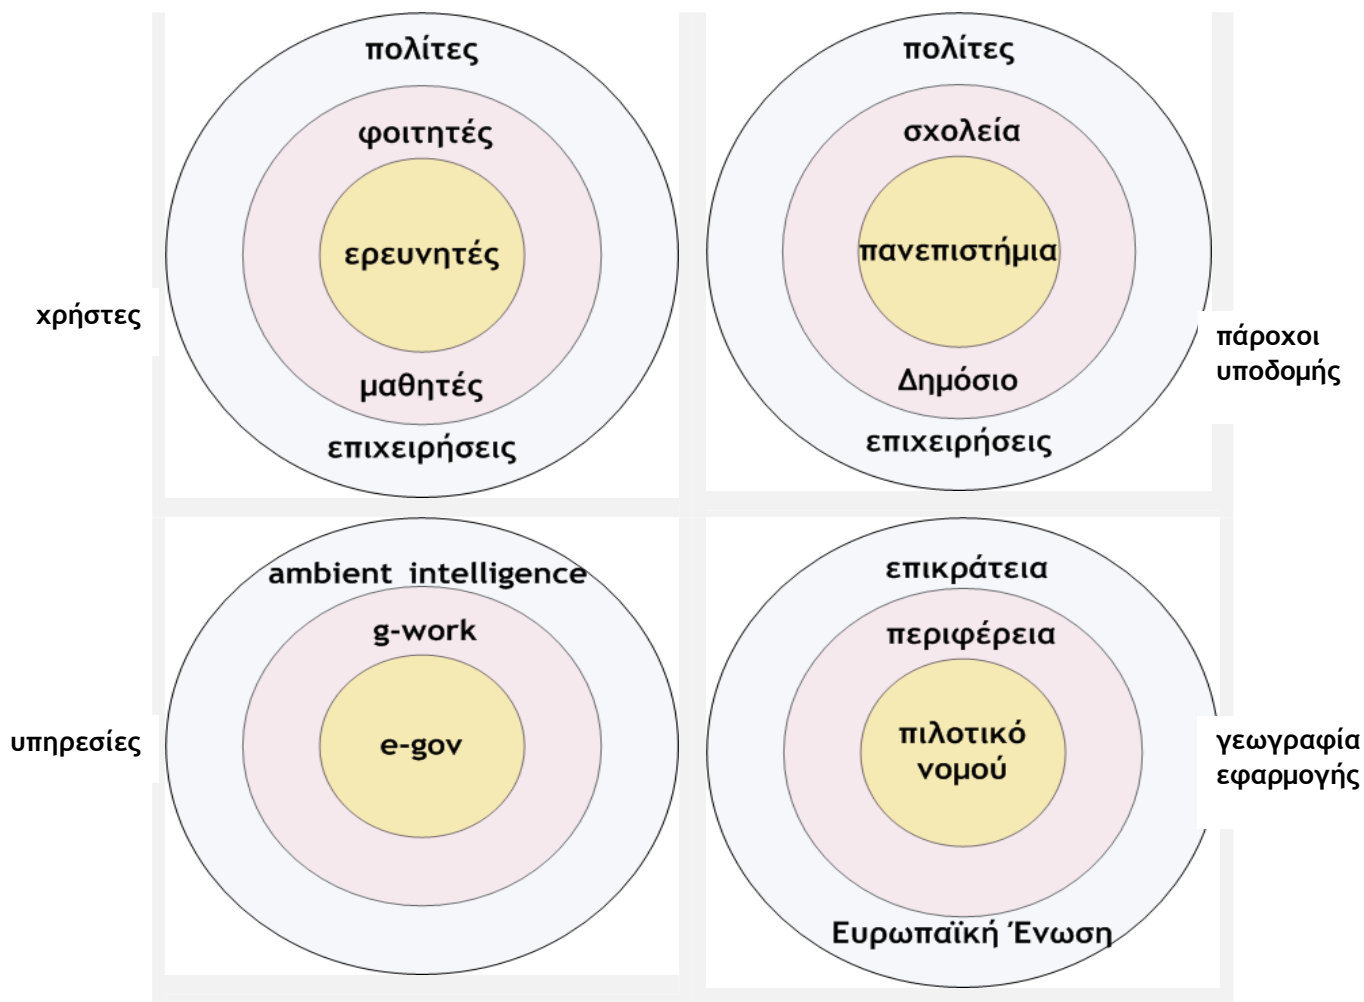 πολίτες
φοιτητές
ερευνητές
μαθητές
επιχειρήσεις
χρήστες
πολίτες
σχολεία
πανεπιστήμια
Δημόσιο
επιχειρήσεις
πάροχοι
υποδομής
ambient intelligence
g-work
e-gov
υπηρεσίες
επικράτεια
περιφέρεια
πιλοτικό
νομού
Ευρωπαϊκή Ένωση
γεωγραφία
εφαρμογής